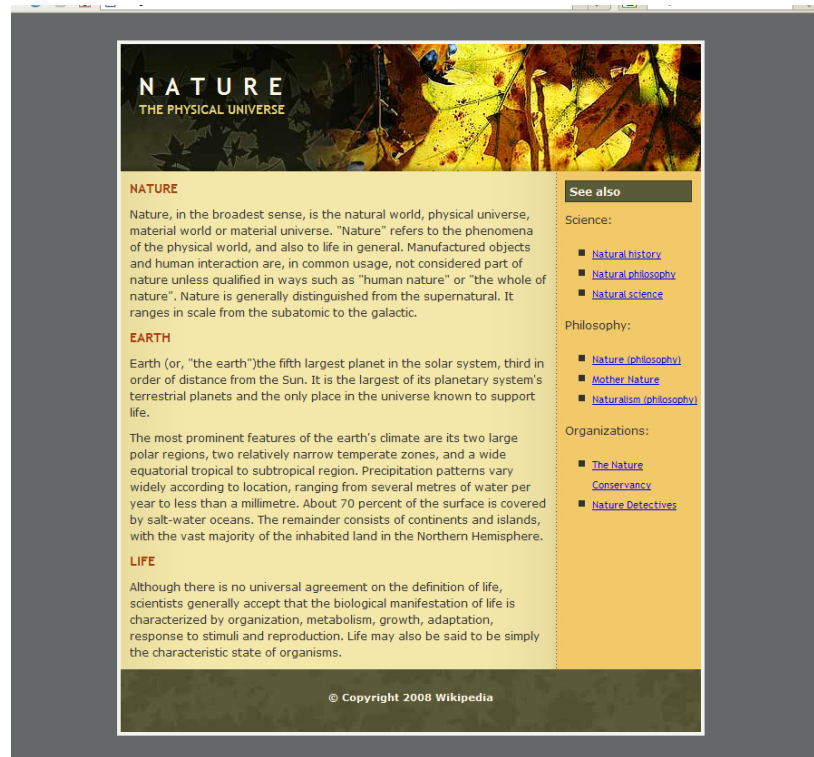 NATURE
THE PHYSICAL UNIVERSE
NATURE
Nature, in the broadest sense, is the natural world, physical universe,
material world or material universe. "Nature" refers to the phenomena
of the physical world, and also to life in general. Manufactured objects
and human interaction are, in common usage, not considered part of
nature unless qualified in ways such as "human nature" or "the whole of
nature". Nature is generally distinguished from the supernatural. It
ranges in scale from the subatomic to the galactic.
EARTH
Earth (or, "the earth")the fifth largest planet in the solar system, third in
order of distance from the Sun. It is the largest of its planetary system's
terrestrial planets and the only place in the universe known to support
life.
The most prominent features of the earth's climate are its two large
polar regions, two relatively narrow temperate zones, and a wide
equatorial tropical to subtropical region. Precipitation patterns vary
widely according to location, ranging from several metres of water per
year to less than a millimetre. About 70 percent of the surface is covered
by salt-water oceans. The remainder consists of continents and islands,
with the vast majority of the inhabited land in the Northern Hemisphere.
LIFE
Although there is no universal agreement on the definition of life,
scientists generally accept that the biological manifestation of life is
characterized by organization, metabolism, growth, adaptation,
response to stimuli and reproduction. Life may also be said to be simply
the characteristic state of organisms.
See also
Science:
Natural history
Natural philosophy
Natural science
Philosophy:
Nature (philosophy)
Mother Nature
Naturalism (philosophy)
Organizations:
The Nature
Conservancy
Nature Detectives
© Copyright 2008 Wikipedia